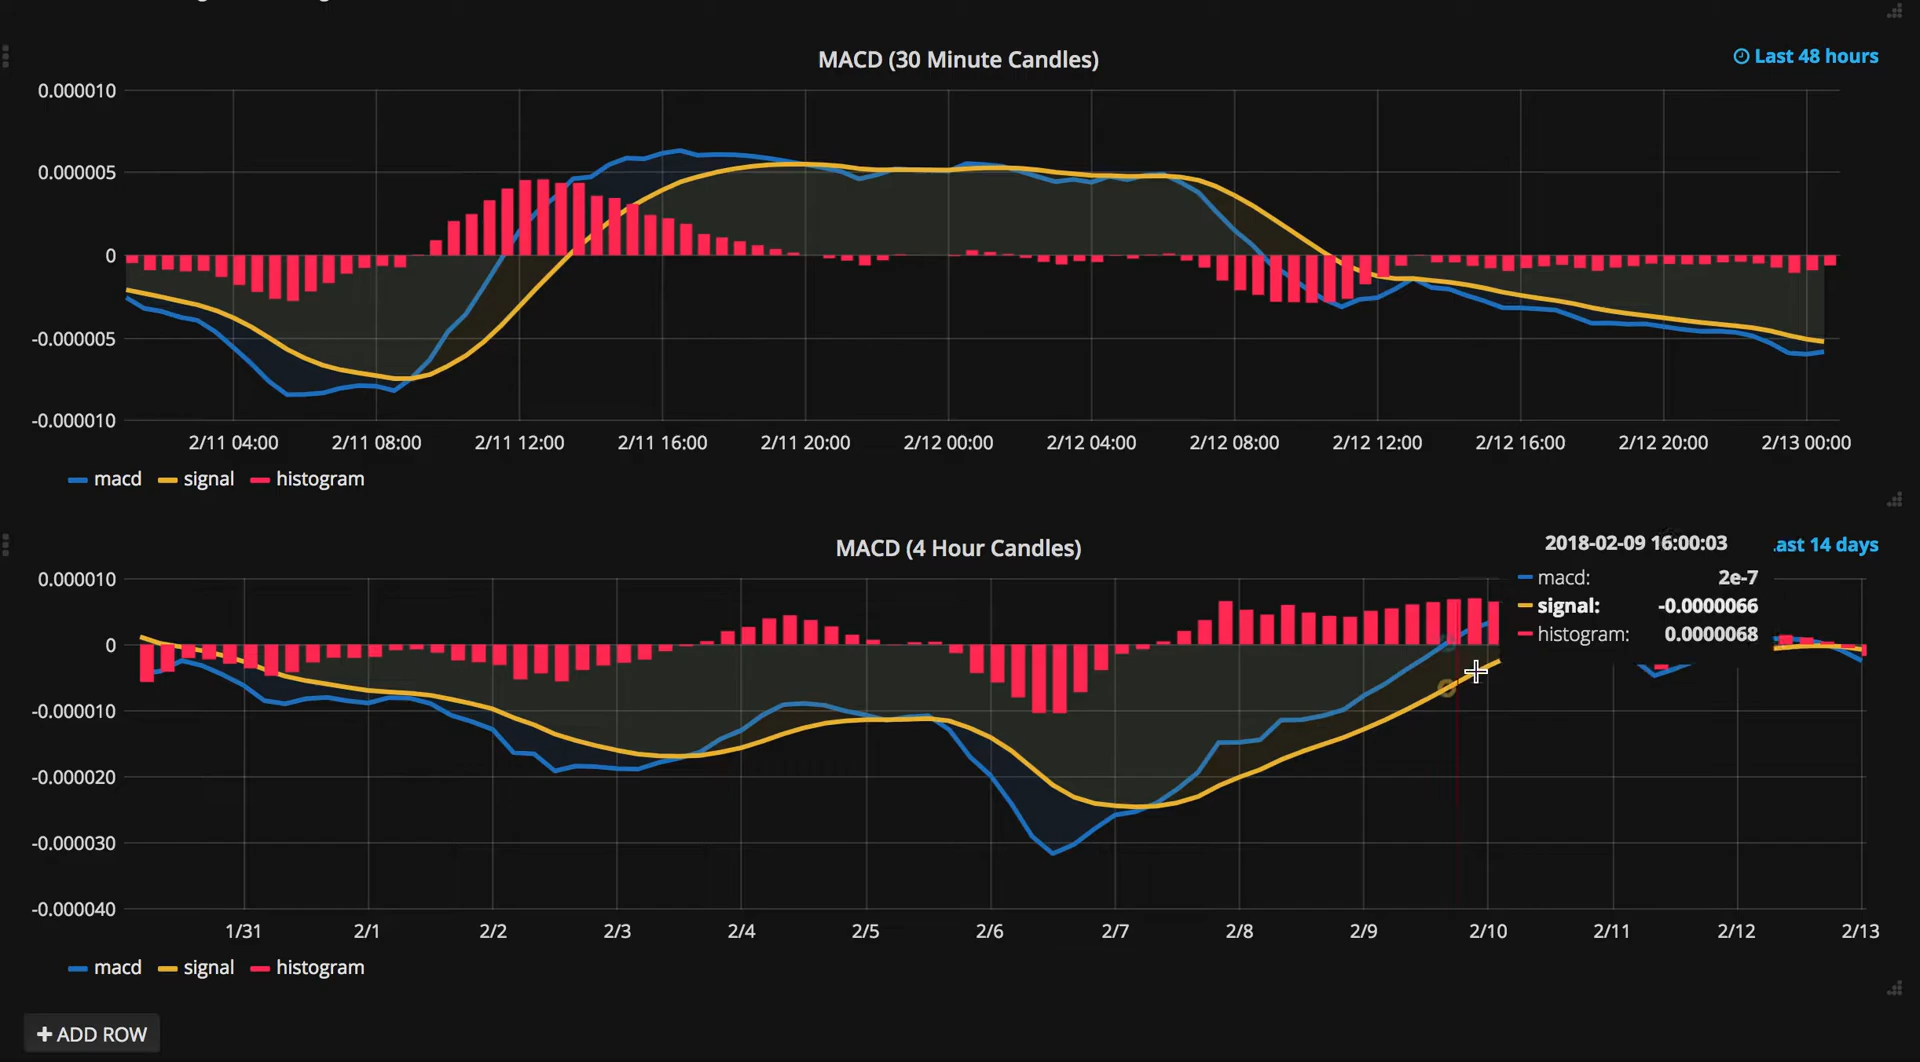 MACD (30 Minute Candles)
Last 48 hours
0.000010
0.000005
0
-0.000005
-0.000010
2/11 04:00 2/11 08:00 2/11 12:00 2/11 16:00 2/11 20:00 2/12 00:00 2/12 04:00 2/12 08:00 2/12 12:00 2/12 16:00 2/12 20:00 2/13 00:00
macd signal histogram
MACD (4 Hour Candles)
2018-02-09 16:00:03
ast 14 days
macd: 2e-7
signal: -0.0000066
histogram: 0.0000068
0.000010
0
-0.000010
-0.000020
-0.000030
-0.000040
1/31 2/1 2/2 2/3 2/4 2/5 2/6 2/7 2/8 2/9 2/10 2/11 2/12 2/13
macd signal histogram
+ ADD ROW